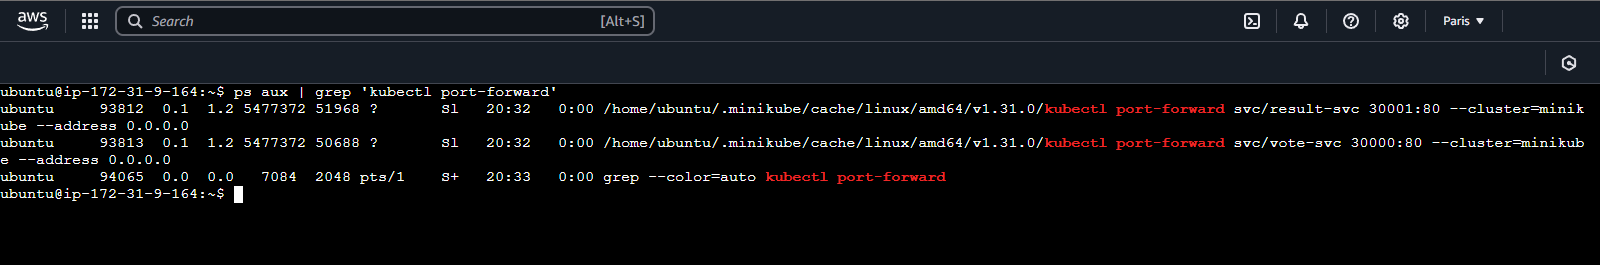 aws
Search [Alt+S]
Paris
ubuntu@ip-172-31-9-164:~$ ps aux | grep 'kubectl port-forward'
ubuntu     93812  0.1  1.2 5477372 51968 ?       Sl   20:32   0:00 /home/ubuntu/.minikube/cache/linux/amd64/v1.31.0/kubectl port-forward svc/result-svc 30001:80 --cluster=minik
ube --address 0.0.0.0
ubuntu     93813  0.1  1.2 5477372 50688 ?       Sl   20:32   0:00 /home/ubuntu/.minikube/cache/linux/amd64/v1.31.0/kubectl port-forward svc/vote-svc 30000:80 --cluster=minikub
e --address 0.0.0.0
ubuntu     94065  0.0  0.0   7084  2048 pts/1    S+   20:33   0:00 grep --color=auto kubectl port-forward
ubuntu@ip-172-31-9-164:~$